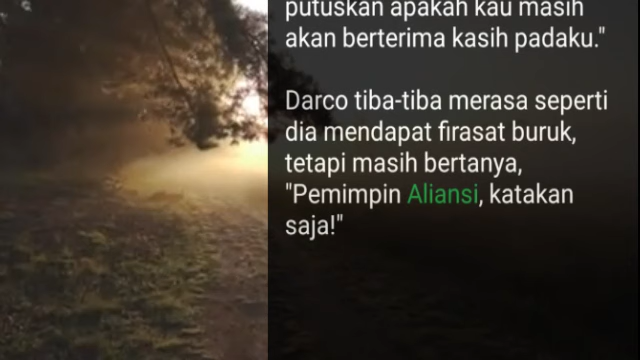 putuskan apakah kau masih
akan berterima kasih padaku."
Darco tiba-tiba merasa seperti
dia mendapat firasat buruk,
tetapi masih bertanya,
"Pemimpin Aliansi, katakan
saja!"